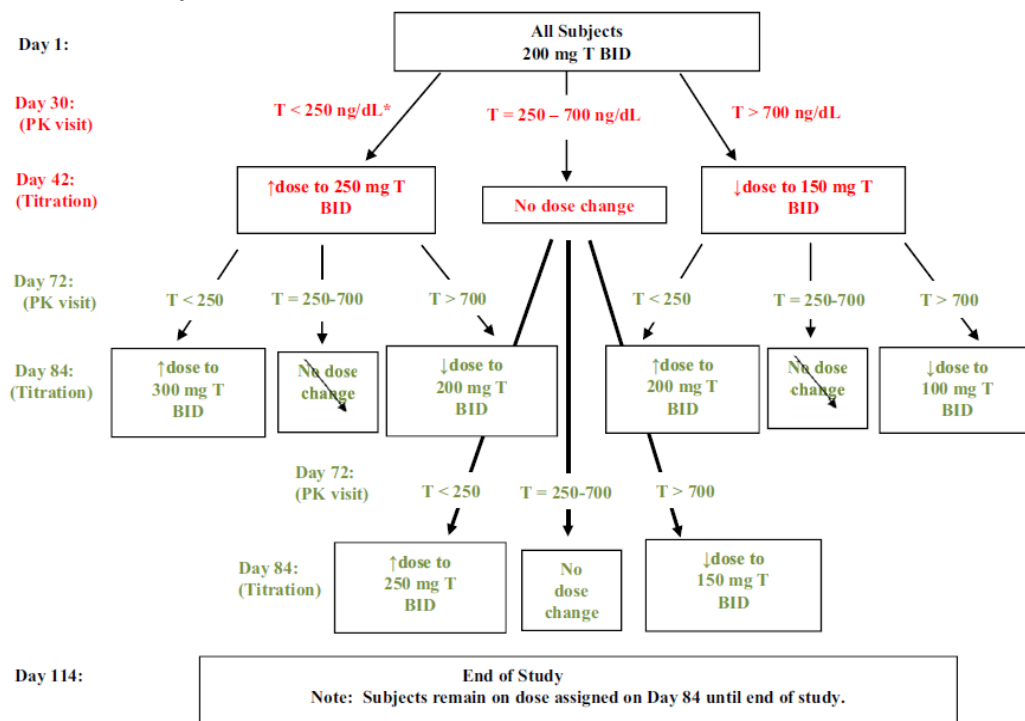 Day 1:
All Subjects
200 mg T BID
Day 30:
(PK visit)
T < 250 ng/dL*
T = 250 – 700 ng/dL
T > 700 ng/dL
Day 42:
(Titration)
↑dose to 250 mg T
BID
No dose change
↓dose to 150 mg T
BID
Day 72:
(PK visit)
T < 250
T = 250-700
T > 700
T < 250
T = 250-700
T > 700
Day 84:
(Titration)
↑dose to
300 mg T
BID
No dose
change
↓dose to
200 mg T
BID
↑dose to
200 mg T
BID
No dose
change
↓dose to
100 mg T
BID
Day 72:
(PK visit)
T < 250
T = 250-700
T > 700
Day 84:
(Titration)
↑dose to
250 mg T
BID
No
dose
change
↓dose to
150 mg T
BID
Day 114:
End of Study
Note: Subjects remain on dose assigned on Day 84 until end of study.